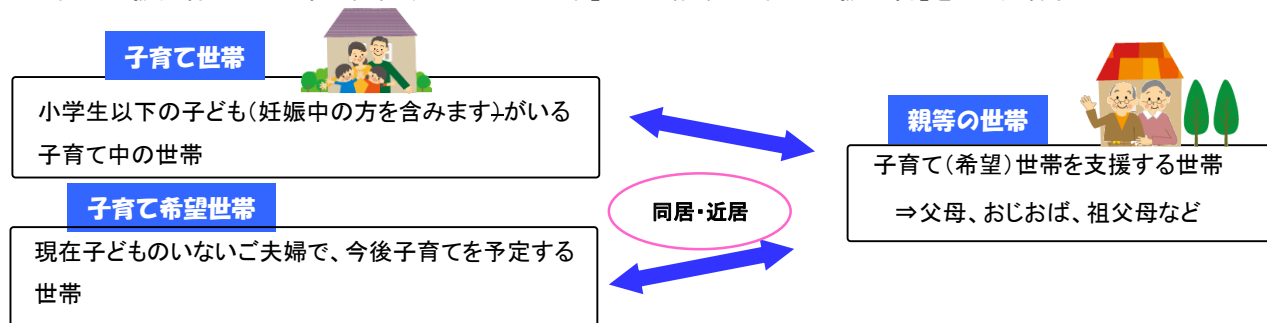 子育て世帯
小学生以下の子ども(妊娠中の方を含みます)がいる
子育て中の世帯
子育て希望世帯
現在子どものいないご夫婦で、今後子育てを予定する
世帯
同居・近居
親等の世帯
子育て(希望)世帯を支援する世帯
⇒父母、おじおば、祖父母など